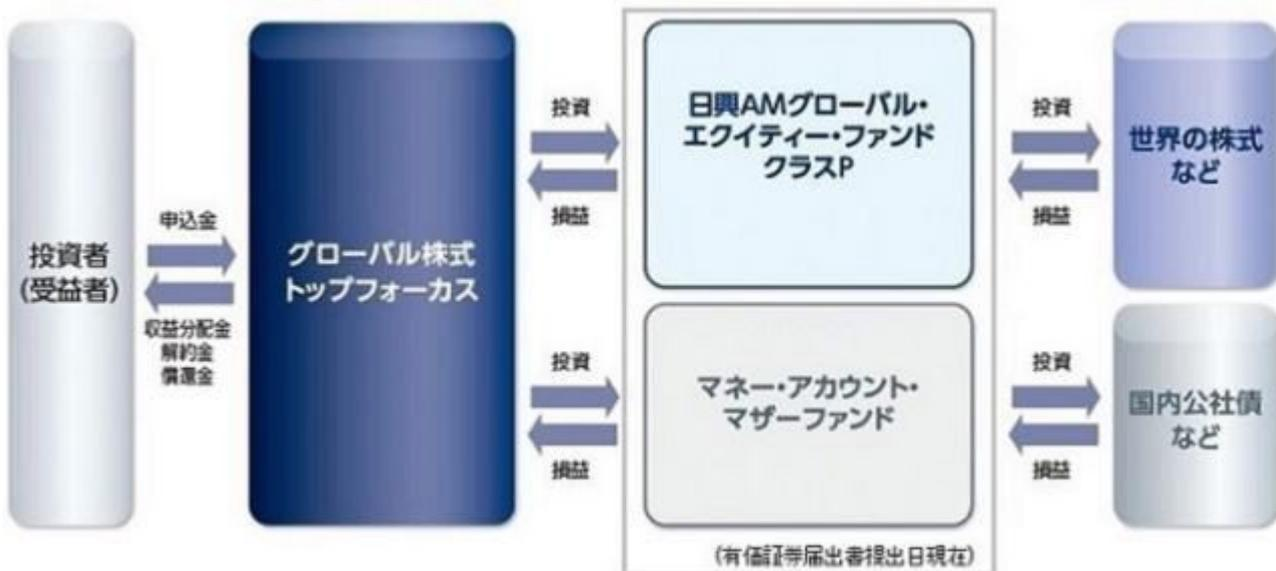 投資者
(受益者)
申込金
収益分配金
解約金
償還金
グローバル株式
トップフォーカス
投資
損益
日興AMグローバル・
エクイティー・ファンド
クラスP
投資
損益
世界の株式
など
投資
損益
マネー・アカウント・
マザーファンド
投資
損益
国内公社債
など
(有価証券届出書提出日現在)